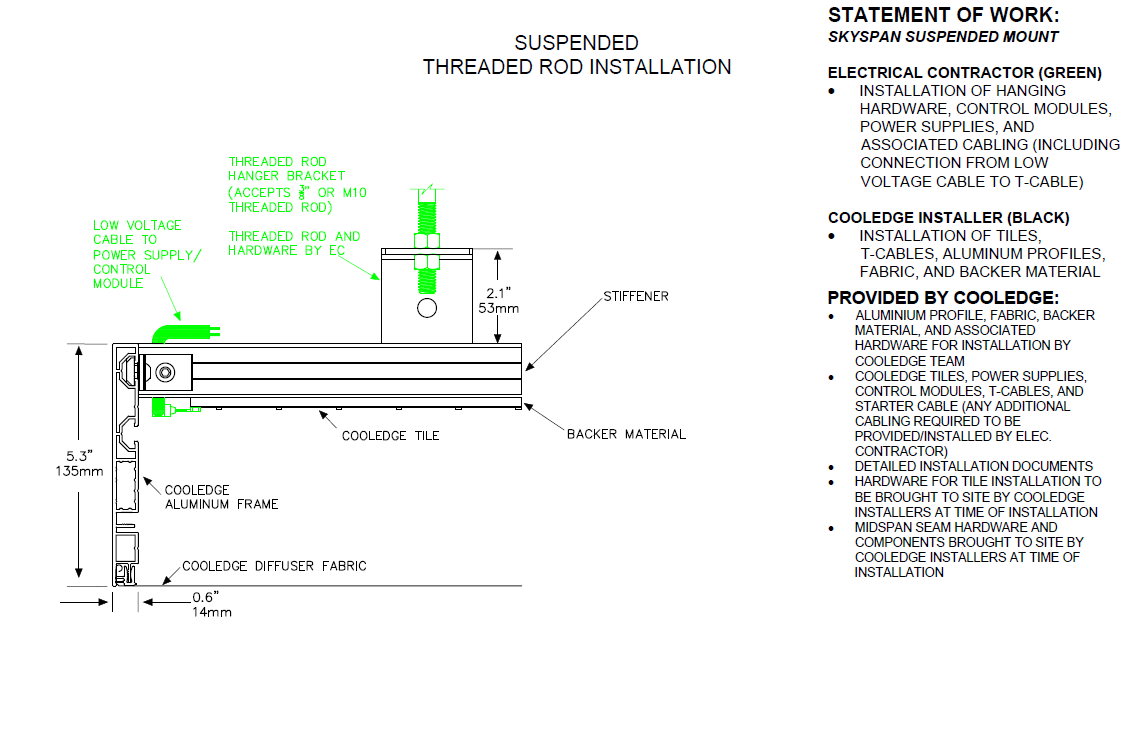 SUSPENDED
THREADED ROD INSTALLATION
THREADED ROD
HANGER BRACKET
(ACCEPTS 3/8" OR M10
THREADED ROD)
THREADED ROD AND
HARDWARE BY EC
LOW VOLTAGE
CABLE TO
POWER SUPPLY/
CONTROL
MODULE
2.1"
53mm
STIFFENER
COOLEDGE TILE
BACKER MATERIAL
5.3"
135mm
COOLEDGE
ALUMINUM FRAME
COOLEDGE DIFFUSER FABRIC
0.6"
14mm
STATEMENT OF WORK:
SKYSPAN SUSPENDED MOUNT
ELECTRICAL CONTRACTOR (GREEN)
• INSTALLATION OF HANGING
HARDWARE, CONTROL MODULES,
POWER SUPPLIES, AND
ASSOCIATED CABLING (INCLUDING
CONNECTION FROM LOW
VOLTAGE CABLE TO T-CABLE)
COOLEDGE INSTALLER (BLACK)
• INSTALLATION OF TILES,
T-CABLES, ALUMINUM PROFILES,
FABRIC, AND BACKER MATERIAL
PROVIDED BY COOLEDGE:
• ALUMINIUM PROFILE, FABRIC, BACKER
MATERIAL, AND ASSOCIATED
HARDWARE FOR INSTALLATION BY
COOLEDGE TEAM
• COOLEDGE TILES, POWER SUPPLIES,
CONTROL MODULES, T-CABLES, AND
STARTER CABLE (ANY ADDITIONAL
CABLING REQUIRED TO BE
PROVIDED/INSTALLED BY ELEC.
CONTRACTOR)
• DETAILED INSTALLATION DOCUMENTS
• HARDWARE FOR TILE INSTALLATION TO
BE BROUGHT TO SITE BY COOLEDGE
INSTALLERS AT TIME OF INSTALLATION
• MIDSPAN SEAM HARDWARE AND
COMPONENTS BROUGHT TO SITE BY
COOLEDGE INSTALLERS AT TIME OF
INSTALLATION